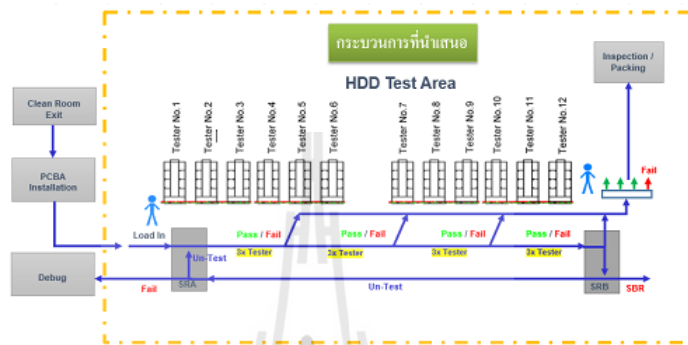 กระบวนการที่นำเสนอ
HDD Test Area
Inspection /
Packing
Clean Room
Exit
PCBA
Installation
Debug
Tester No.1
Tester No.2
Tester No.3
Tester No.4
Tester No.5
Tester No.6
Tester No.7
Tester No.8
Tester No.9
Tester No.10
Tester No.11
Tester No.12
Fail
Load In
Pass / Fail
3x Tester
Pass / Fail
3x Tester
Pass / Fail
3x Tester
Pass / Fail
3x Tester
Un-Test
SRA
Fail
Un-Test
SRB
SBR